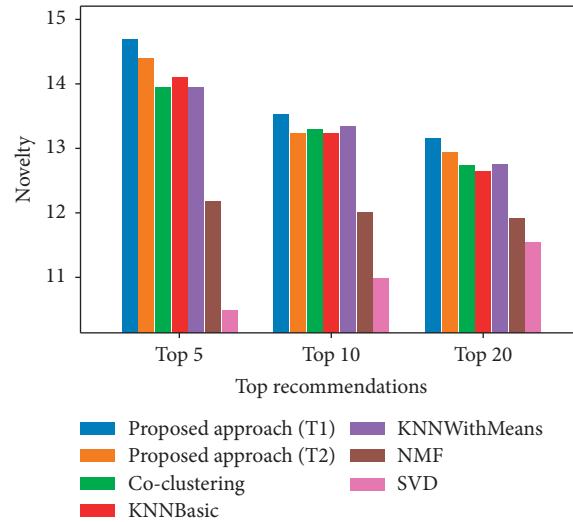 15
14
13
12
11
Novelty
Top 5
Top 10
Top 20
Top recommendations
Proposed approach (T1)
Proposed approach (T2)
Co-clustering
KNNBasic
KNNWithMeans
NMF
SVD